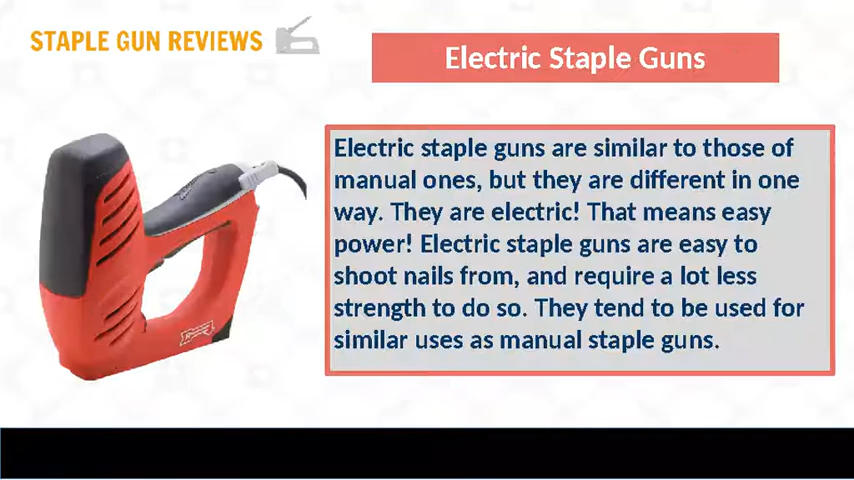 STAPLE GUN REVIEWS
Electric Staple Guns
Electric staple guns are similar to those of
manual ones, but they are different in one
way. They are electric! That means easy
power! Electric staple guns are easy to
shoot nails from, and require a lot less
strength to do so. They tend to be used for
similar uses as manual staple guns.